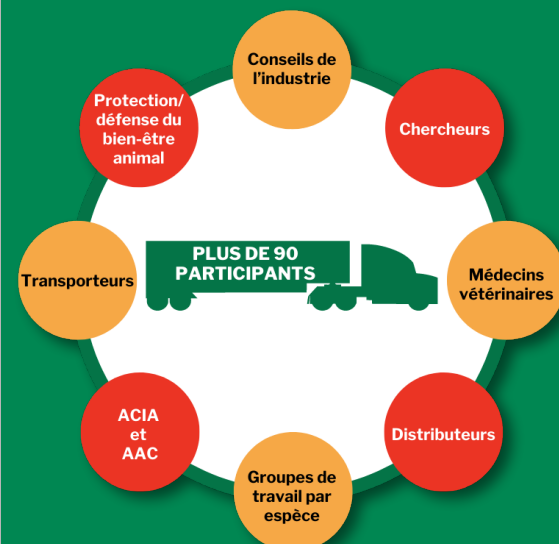 Conseils de
l'industrie
Protection/
défense du
bien-être
animal
Chercheurs
PLUS DE 90
PARTICIPANTS
Transporteurs
Médecins
vétérinaires
ACIA
et
AAC
Distributeurs
Groupes de
travail par
espèce